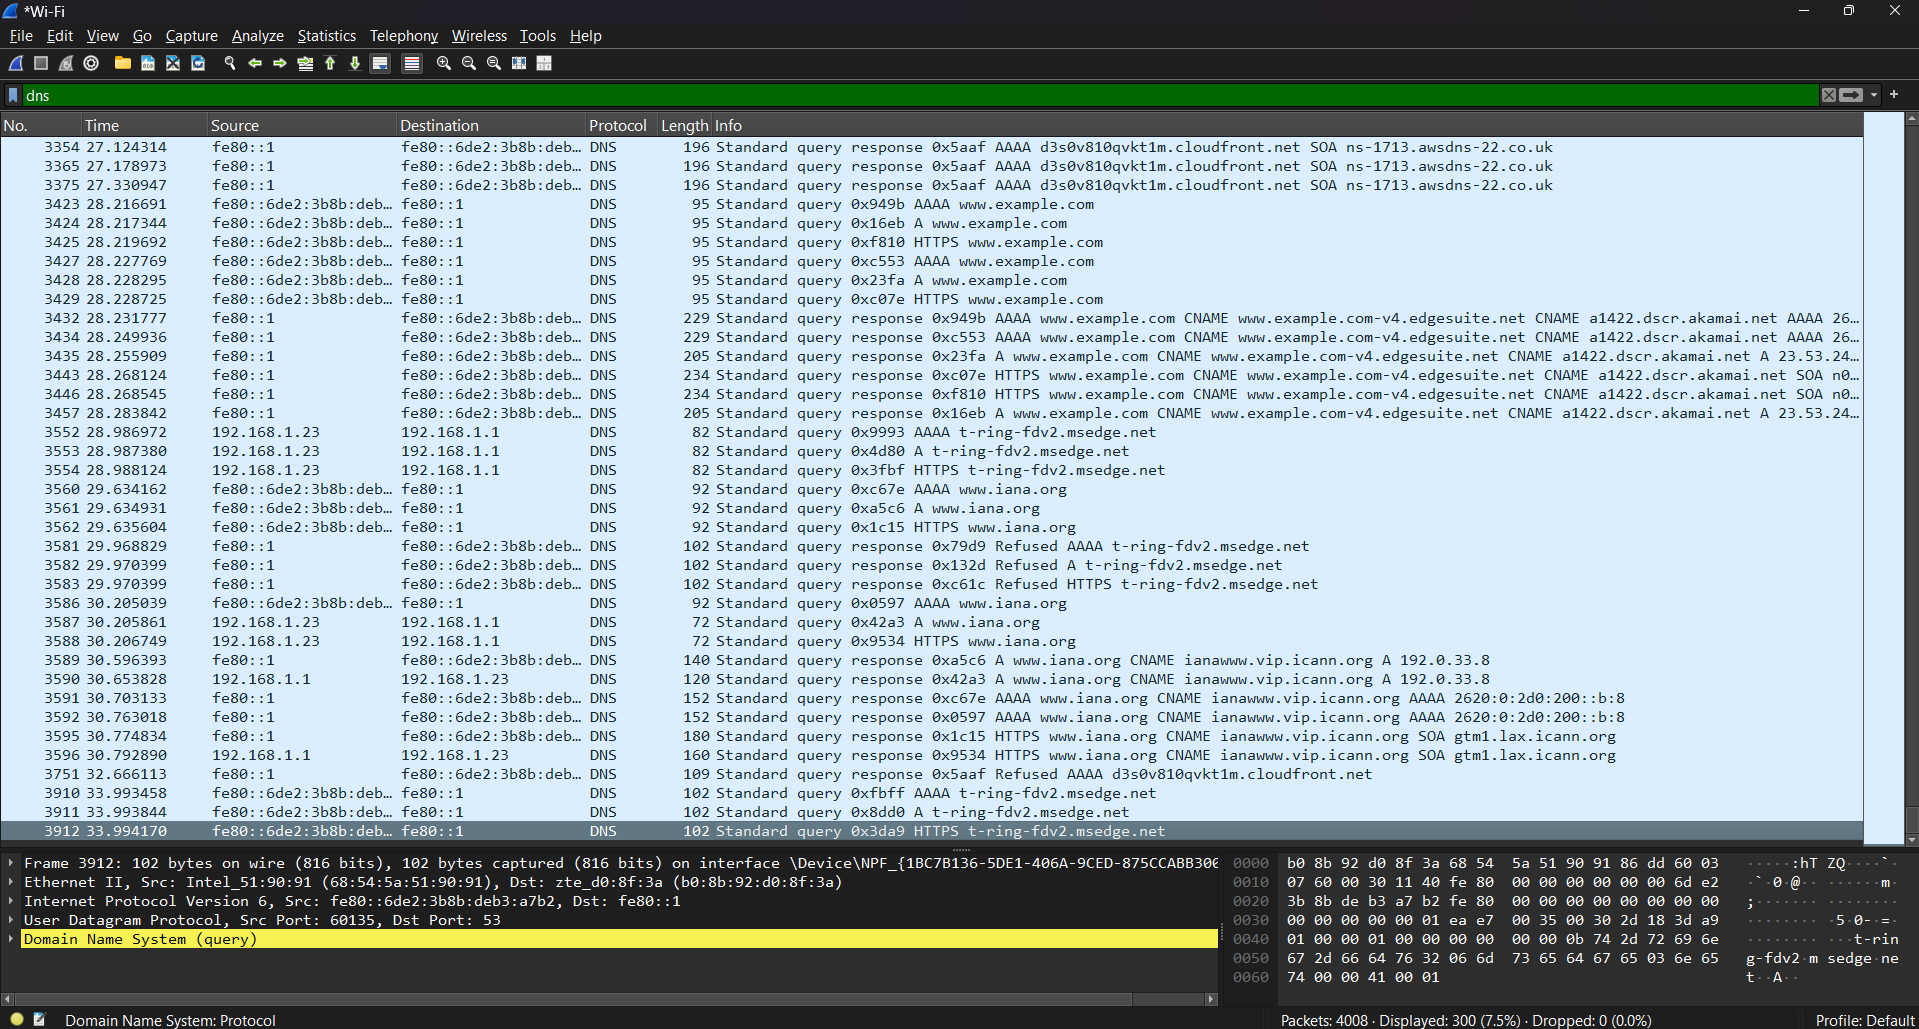 *Wi-Fi
File Edit View Go Capture Analyze Statistics Telephony Wireless Tools Help
dns
No. Time Source Destination Protocol Length Info
3354 27.124314 fe80::1 fe80::6de2:3b8b:deb… DNS 196 Standard query response 0x5aaf AAAA d3s0v810qvkt1m.cloudfront.net SOA ns-1713.awsdns-22.co.uk
3365 27.178973 fe80::1 fe80::6de2:3b8b:deb… DNS 196 Standard query response 0x5aaf AAAA d3s0v810qvkt1m.cloudfront.net SOA ns-1713.awsdns-22.co.uk
3375 27.330947 fe80::1 fe80::6de2:3b8b:deb… DNS 196 Standard query response 0x5aaf AAAA d3s0v810qvkt1m.cloudfront.net SOA ns-1713.awsdns-22.co.uk
3423 28.216691 fe80::6de2:3b8b:deb… fe80::1 DNS 95 Standard query 0x949b AAAA www.example.com
3424 28.217344 fe80::6de2:3b8b:deb… fe80::1 DNS 95 Standard query 0x16eb A www.example.com
3425 28.219692 fe80::6de2:3b8b:deb… fe80::1 DNS 95 Standard query 0xf810 HTTPS www.example.com
3427 28.227769 fe80::6de2:3b8b:deb… fe80::1 DNS 95 Standard query 0xc553 AAAA www.example.com
3428 28.228295 fe80::6de2:3b8b:deb… fe80::1 DNS 95 Standard query 0x23fa A www.example.com
3429 28.228725 fe80::6de2:3b8b:deb… fe80::1 DNS 95 Standard query 0xc07e HTTPS www.example.com
3432 28.231777 fe80::1 fe80::6de2:3b8b:deb… DNS 229 Standard query response 0x949b AAAA www.example.com CNAME www.example.com-v4.edgesuite.net CNAME a1422.dscr.akamai.net AAAA 26…
3434 28.249936 fe80::1 fe80::6de2:3b8b:deb… DNS 229 Standard query response 0xc553 AAAA www.example.com CNAME www.example.com-v4.edgesuite.net CNAME a1422.dscr.akamai.net AAAA 26…
3435 28.255909 fe80::1 fe80::6de2:3b8b:deb… DNS 205 Standard query response 0x23fa A www.example.com CNAME www.example.com-v4.edgesuite.net CNAME a1422.dscr.akamai.net A 23.53.24…
3443 28.268124 fe80::1 fe80::6de2:3b8b:deb… DNS 234 Standard query response 0xc07e HTTPS www.example.com CNAME www.example.com-v4.edgesuite.net CNAME a1422.dscr.akamai.net SOA n0…
3446 28.268545 fe80::1 fe80::6de2:3b8b:deb… DNS 234 Standard query response 0xf810 HTTPS www.example.com CNAME www.example.com-v4.edgesuite.net CNAME a1422.dscr.akamai.net SOA n0…
3457 28.283842 fe80::1 fe80::6de2:3b8b:deb… DNS 205 Standard query response 0x16eb A www.example.com CNAME www.example.com-v4.edgesuite.net CNAME a1422.dscr.akamai.net A 23.53.24…
3552 28.986972 192.168.1.23 192.168.1.1 DNS 82 Standard query 0x9993 AAAA t-ring-fdv2.msedge.net
3553 28.987380 192.168.1.23 192.168.1.1 DNS 82 Standard query 0x4d80 A t-ring-fdv2.msedge.net
3554 28.988124 192.168.1.23 192.168.1.1 DNS 82 Standard query 0x3fbf HTTPS t-ring-fdv2.msedge.net
3560 29.634162 fe80::6de2:3b8b:deb… fe80::1 DNS 92 Standard query 0xc67e AAAA www.iana.org
3561 29.634931 fe80::6de2:3b8b:deb… fe80::1 DNS 92 Standard query 0xa5c6 A www.iana.org
3562 29.635604 fe80::6de2:3b8b:deb… fe80::1 DNS 92 Standard query 0x1c15 HTTPS www.iana.org
3581 29.968829 fe80::1 fe80::6de2:3b8b:deb… DNS 102 Standard query response 0x79d9 Refused AAAA t-ring-fdv2.msedge.net
3582 29.970399 fe80::1 fe80::6de2:3b8b:deb… DNS 102 Standard query response 0x132d Refused A t-ring-fdv2.msedge.net
3583 29.970399 fe80::1 fe80::6de2:3b8b:deb… DNS 102 Standard query response 0xc61c Refused HTTPS t-ring-fdv2.msedge.net
3586 30.205039 fe80::6de2:3b8b:deb… fe80::1 DNS 92 Standard query 0x0597 AAAA www.iana.org
3587 30.205861 192.168.1.23 192.168.1.1 DNS 72 Standard query 0x42a3 A www.iana.org
3588 30.206749 192.168.1.23 192.168.1.1 DNS 72 Standard query 0x9534 HTTPS www.iana.org
3589 30.596393 fe80::1 fe80::6de2:3b8b:deb… DNS 140 Standard query response 0xa5c6 A www.iana.org CNAME ianawww.vip.icann.org A 192.0.33.8
3590 30.653828 192.168.1.1 192.168.1.23 DNS 120 Standard query response 0x42a3 A www.iana.org CNAME ianawww.vip.icann.org A 192.0.33.8
3591 30.703133 fe80::1 fe80::6de2:3b8b:deb… DNS 152 Standard query response 0xc67e AAAA www.iana.org CNAME ianawww.vip.icann.org AAAA 2620:0:2d0:200::b:8
3592 30.763018 fe80::1 fe80::6de2:3b8b:deb… DNS 152 Standard query response 0x0597 AAAA www.iana.org CNAME ianawww.vip.icann.org AAAA 2620:0:2d0:200::b:8
3595 30.774834 fe80::1 fe80::6de2:3b8b:deb… DNS 180 Standard query response 0x1c15 HTTPS www.iana.org CNAME ianawww.vip.icann.org SOA gtm1.lax.icann.org
3596 30.792890 192.168.1.1 192.168.1.23 DNS 160 Standard query response 0x9534 HTTPS www.iana.org CNAME ianawww.vip.icann.org SOA gtm1.lax.icann.org
3751 32.666113 fe80::1 fe80::6de2:3b8b:deb… DNS 109 Standard query response 0x5aaf Refused AAAA d3s0v810qvkt1m.cloudfront.net
3910 33.993458 fe80::6de2:3b8b:deb… fe80::1 DNS 102 Standard query 0xfbff AAAA t-ring-fdv2.msedge.net
3911 33.993844 fe80::6de2:3b8b:deb… fe80::1 DNS 102 Standard query 0x8dd0 A t-ring-fdv2.msedge.net
3912 33.994170 fe80::6de2:3b8b:deb… fe80::1 DNS 102 Standard query 0x3da9 HTTPS t-ring-fdv2.msedge.net
Frame 3912: 102 bytes on wire (816 bits), 102 bytes captured (816 bits) on interface \Device\NPF_{1BC7B136-5DE1-406A-9CED-875CCABB300
Ethernet II, Src: Intel_51:90:91 (68:54:5a:51:90:91), Dst: zte_d0:8f:3a (b0:8b:92:d0:8f:3a)
Internet Protocol Version 6, Src: fe80::6de2:3b8b:deb3:a7b2, Dst: fe80::1
User Datagram Protocol, Src Port: 60135, Dst Port: 53
Domain Name System (query)
0000 b0 8b 92 d0 8f 3a 68 54 5a 51 90 91 86 dd 60 03 ·····:hT ZQ····`·
0010 07 60 00 30 11 40 fe 80 00 00 00 00 00 00 6d e2 ·`·0·@·· ······m·
0020 3b 8b de b3 a7 b2 fe 80 00 00 00 00 00 00 00 00 ;······· ········
0030 00 00 00 00 00 01 ea e7 00 35 00 30 2d 18 3d a9 ········ ·5·0-·=·
0040 01 00 00 01 00 00 00 00 00 00 0b 74 2d 72 69 6e ········ ···t-rin
0050 67 2d 66 64 76 32 06 6d 73 65 64 67 65 03 6e 65 g-fdv2·m sedge·ne
0060 74 00 00 41 00 01 t··A··
Domain Name System: Protocol
Packets: 4008 · Displayed: 300 (7.5%) · Dropped: 0 (0.0%)
Profile: Default